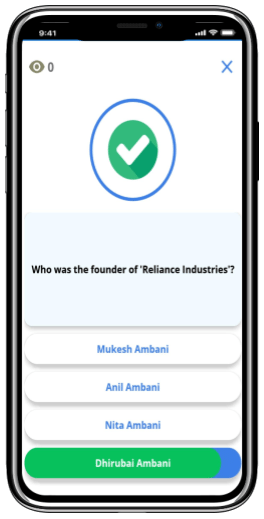 9:41
0
Who was the founder of 'Reliance Industries'?
Mukesh Ambani
Anil Ambani
Nita Ambani
Dhirubai Ambani